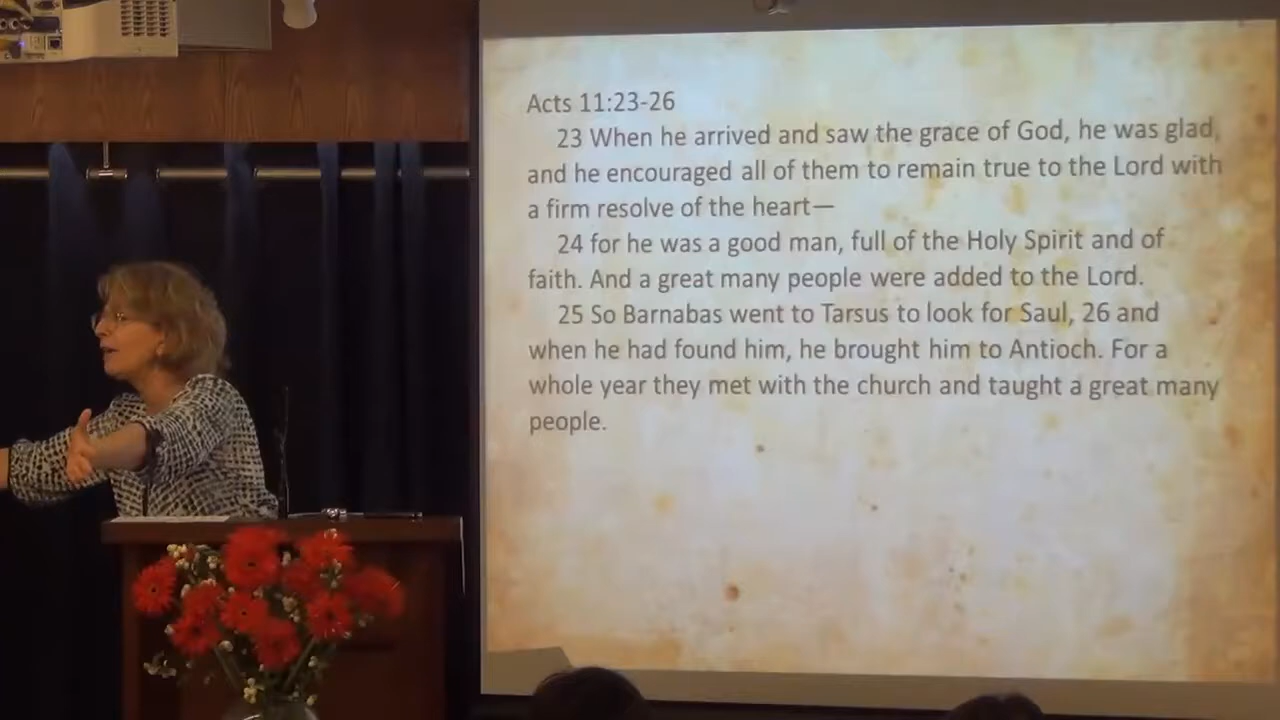 Acts 11:23-26
23 When he arrived and saw the grace of God, he was glad,
and he encouraged all of them to remain true to the Lord with
a firm resolve of the heart—
24 for he was a good man, full of the Holy Spirit and of
faith. And a great many people were added to the Lord.
25 So Barnabas went to Tarsus to look for Saul, 26 and
when he had found him, he brought him to Antioch. For a
whole year they met with the church and taught a great many
people.